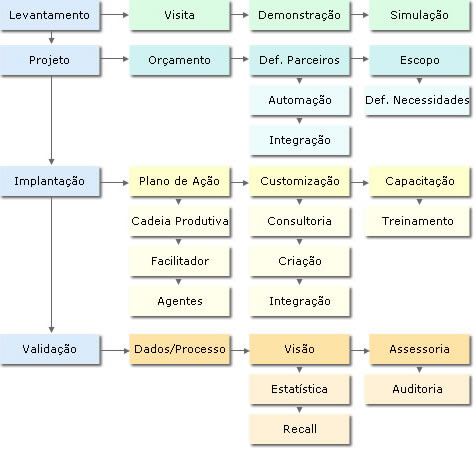 Levantamento
Visita
Demonstração
Simulação
Projeto
Orçamento
Def. Parceiros
Escopo
Automação
Def. Necessidades
Integração
Implantação
Plano de Ação
Customização
Capacitação
Cadeia Produtiva
Consultoria
Treinamento
Facilitador
Criação
Agentes
Integração
Validação
Dados/Processo
Visão
Assessoria
Estatística
Auditoria
Recall